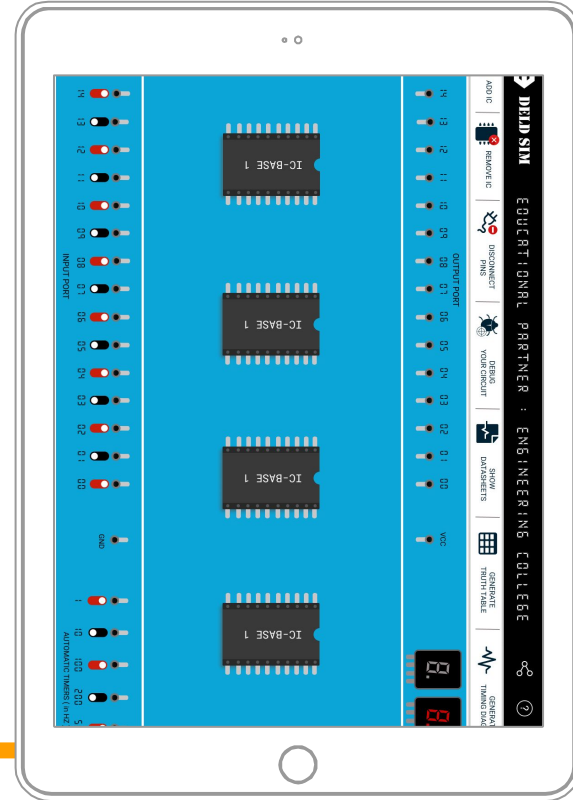 DELD SIM
EDUCATIONAL PARTNER : ENGINEERING COLLEGE
?
ADD IC
REMOVE IC
DISCONNECT
PINS
DEBUG
YOUR CIRCUIT
SHOW
DATASHEETS
GENERATE
TRUTH TABLE
OUTPUT PORT
14 13 12 11 10 09 08 07 06 05 04 03 02 01 00 VCC
8.
8.
IC-BASE 1
IC-BASE 1
IC-BASE 1
IC-BASE 1
14 13 12 11 10 09 08 07 06 05 04 03 02 01 00 GND 1 10 100 200
INPUT PORT
AUTOMATIC TIMERS ( in HZ